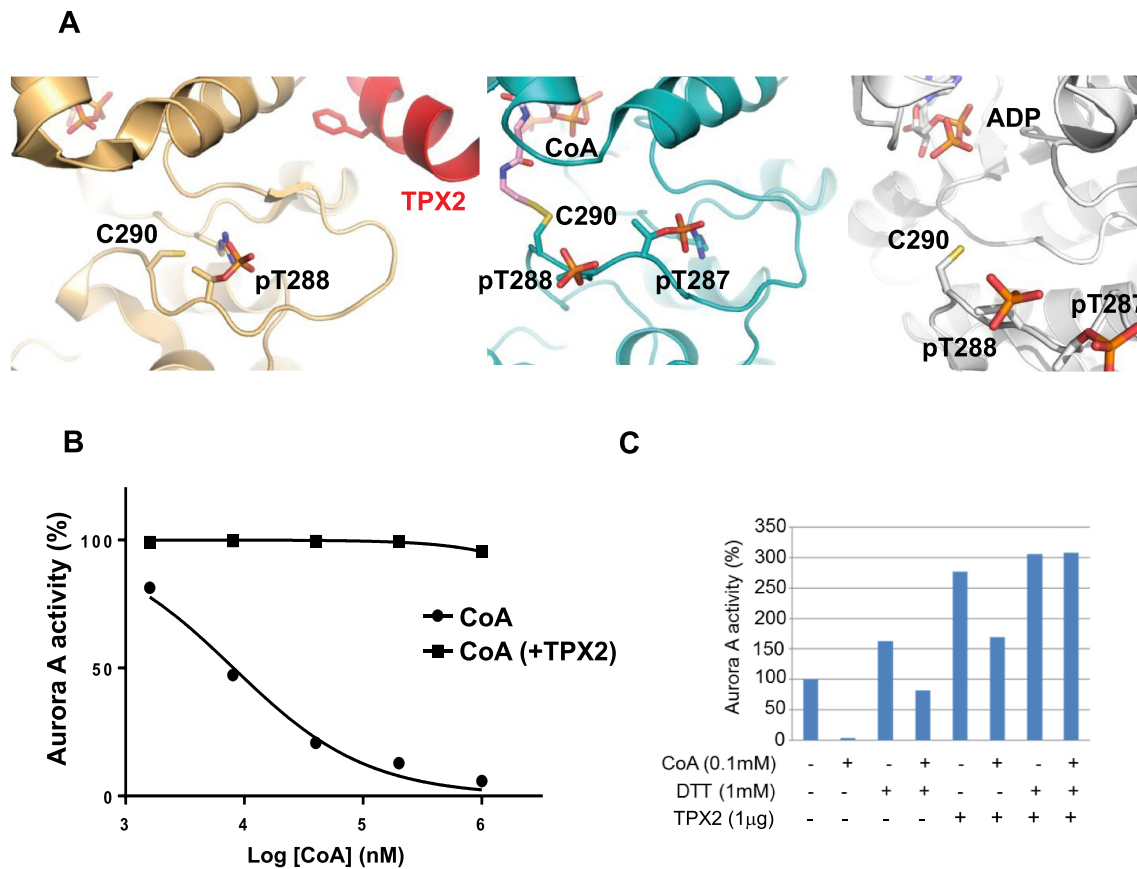 A
C290
pT288
TPX2
CoA
C290
pT288
pT287
ADP
C290
pT288
pT287
B
Aurora A activity (%)
100
50
0
3
4
5
6
Log [CoA] (nM)
CoA
CoA (+TPX2)
C
Aurora A activity (%)
350
300
250
200
150
100
50
0
CoA (0.1mM) - + - + - + - +
DTT (1mM) - - + + - - + +
TPX2 (1µg) - - - - + + + +